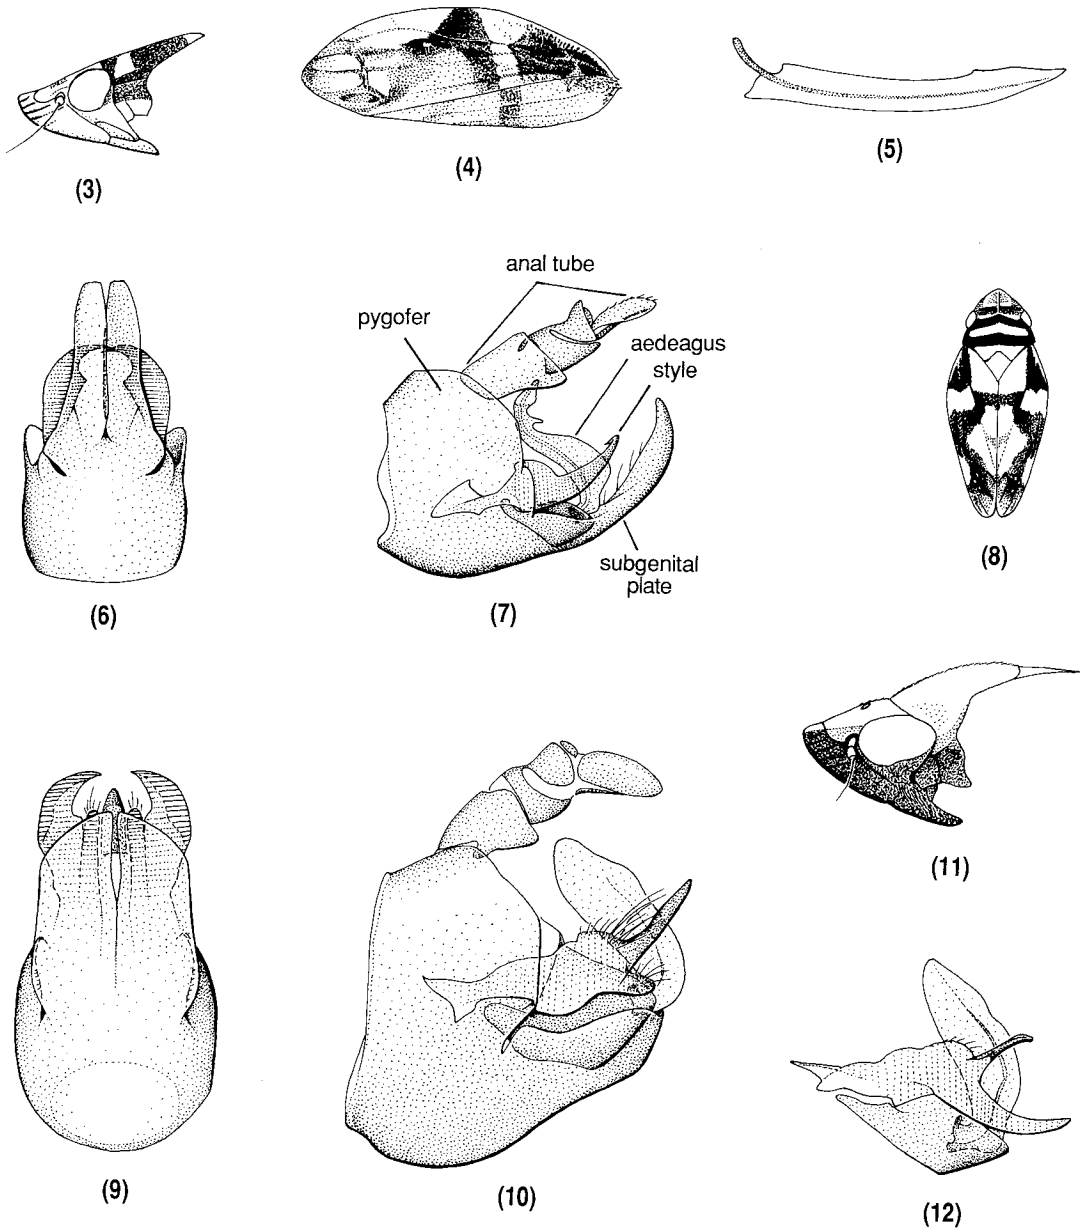 (3)
(4)
(5)
anal tube
pygofer
aedeagus
style
subgenital
plate
(6)
(7)
(8)
(9)
(10)
(11)
(12)